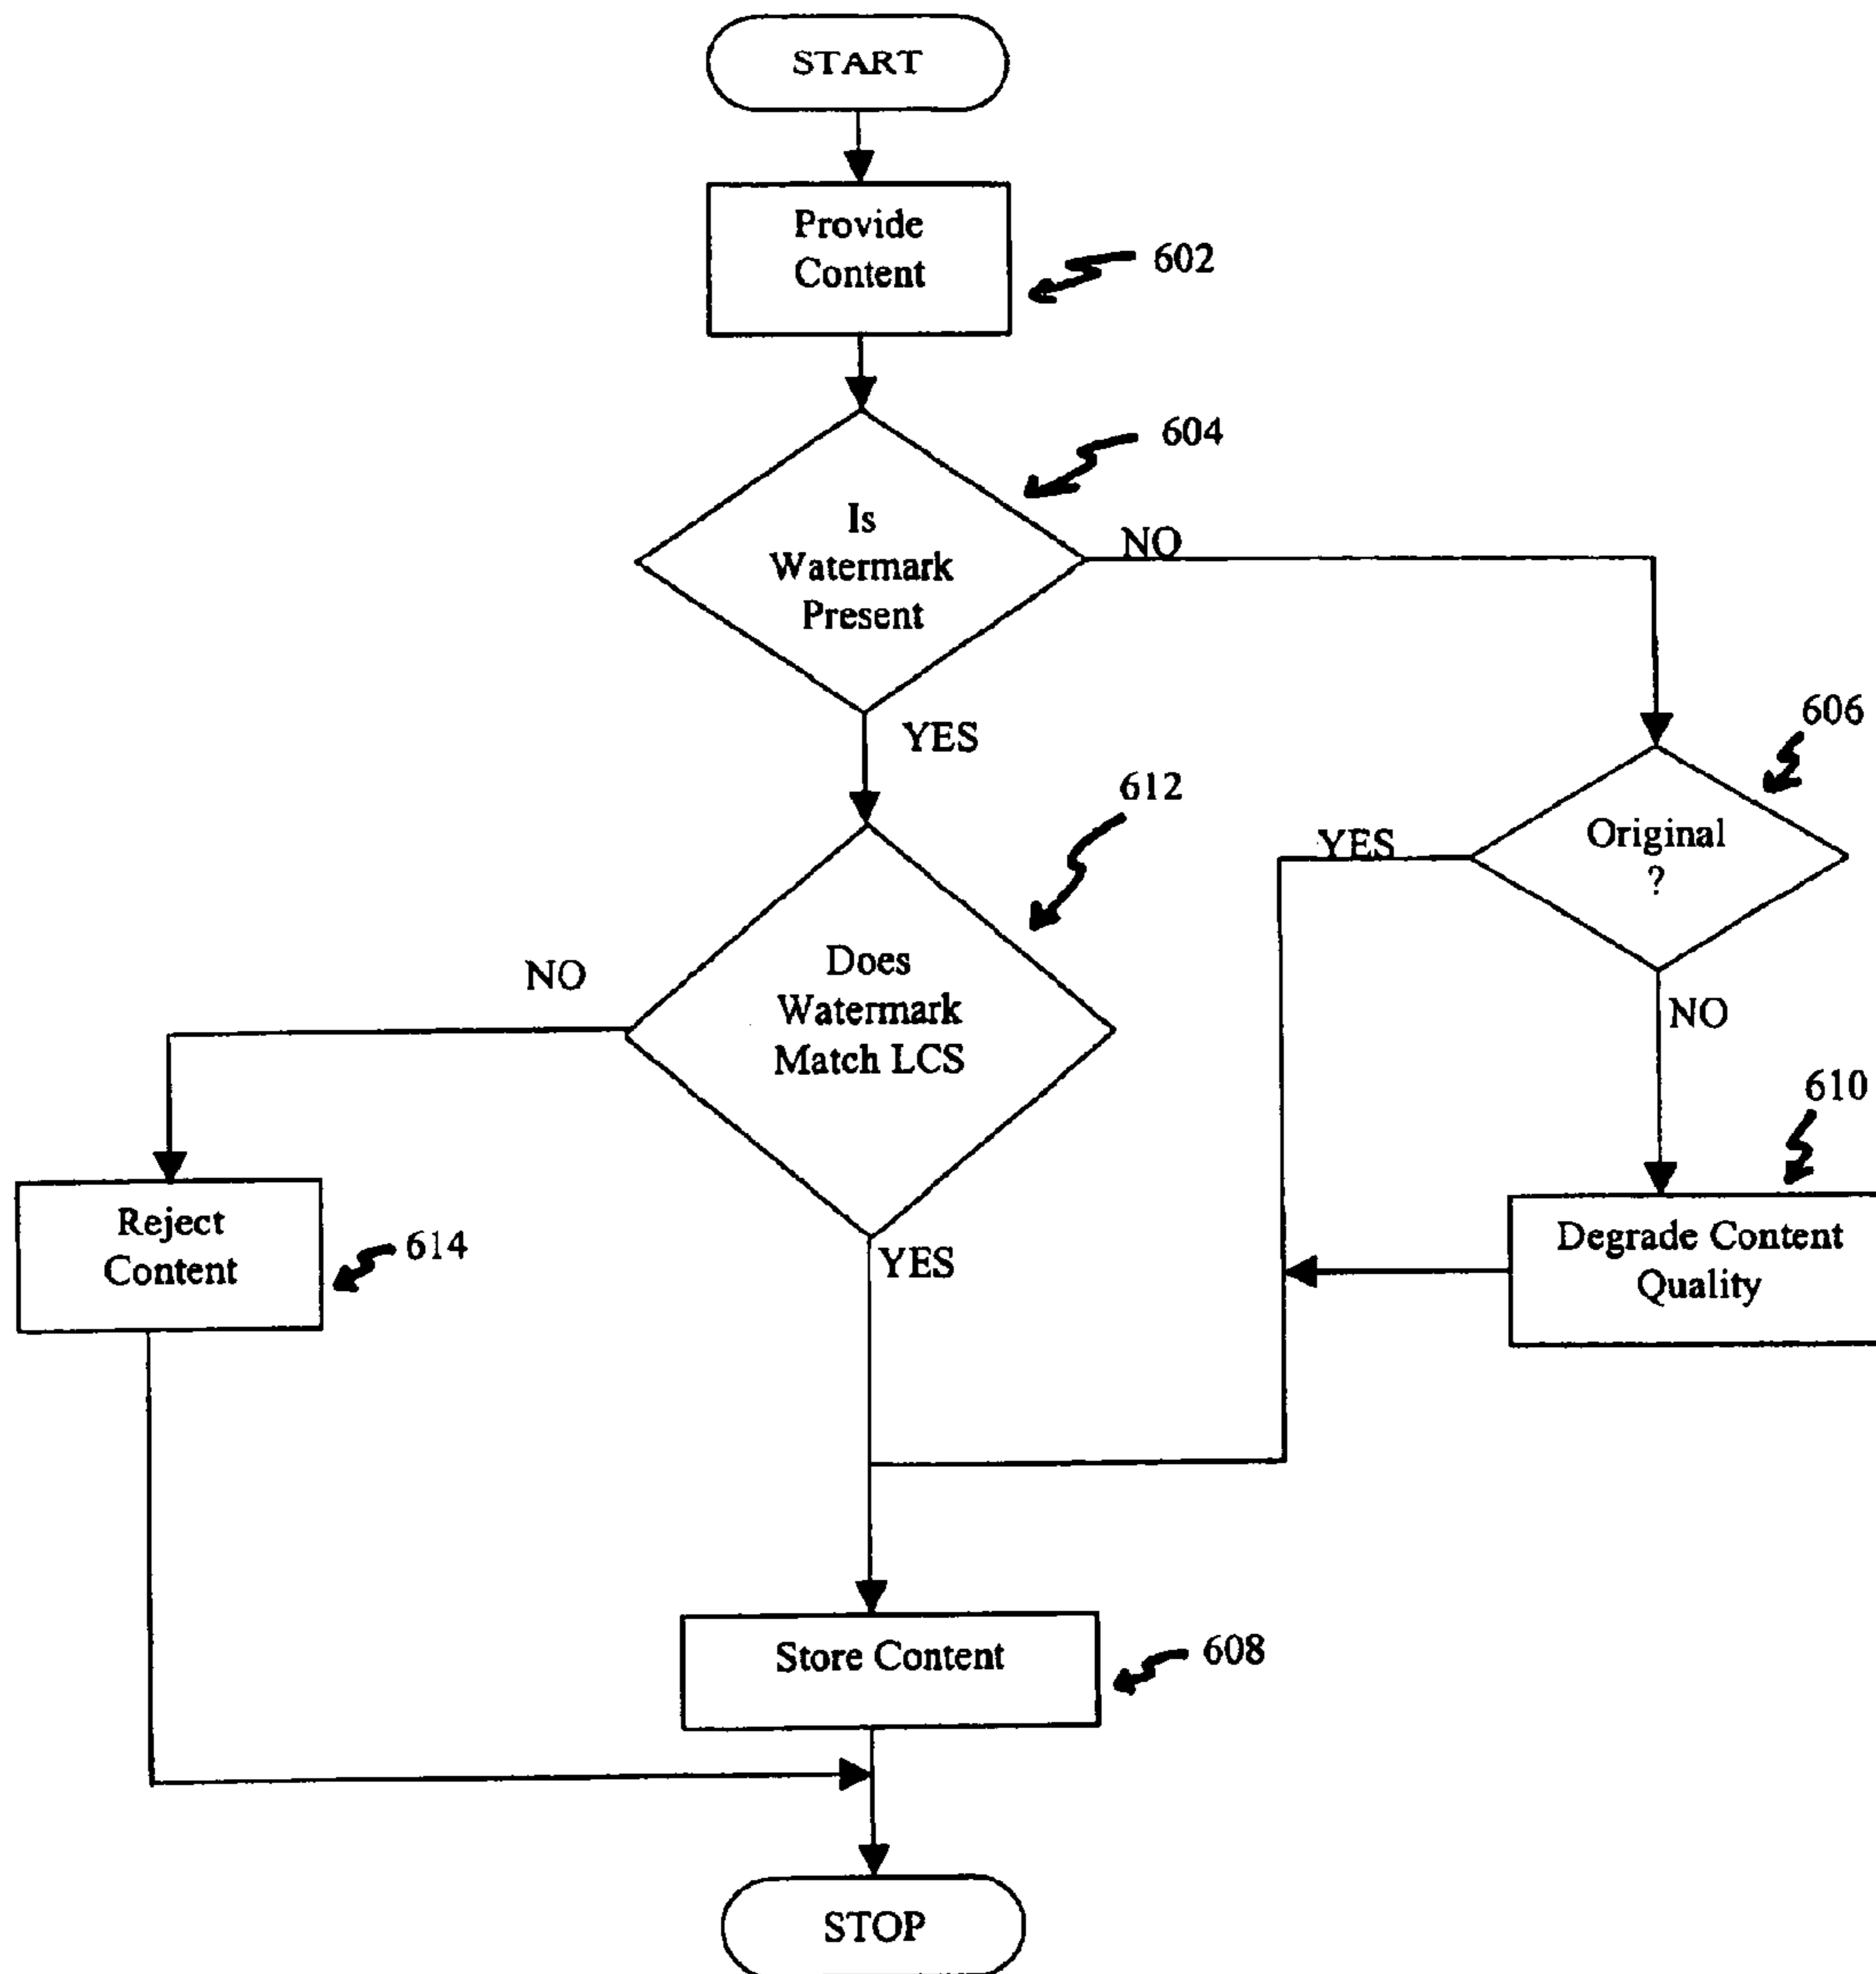 START
Provide
Content
602
604
Is
Watermark
Present
NO
YES
606
612
Original
?
YES
Does
Watermark
Match LCS
NO
NO
610
Reject
Content
614
Degrade Content
Quality
YES
Store Content
608
STOP